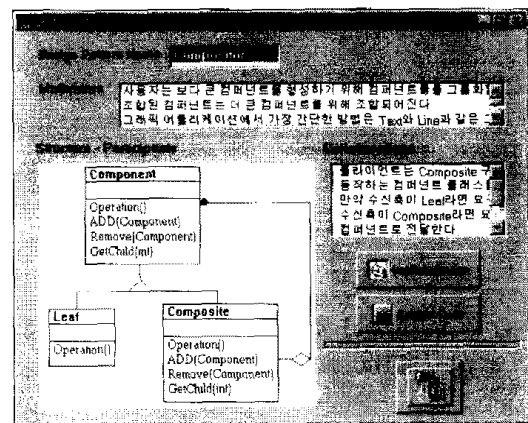 Design Pattern Name
Composite
Motivation
사용자는 보다 큰 컴퍼넌트를 형성하기 위해 컴퍼넌트들을 그룹화
조합된 컴퍼넌트는 더 큰 컴퍼넌트를 위해 조합되어진다
그래픽 어플리케이션에서 가장 간단한 방법은 Text와 Line과 같은
Structure - Participants
Component
Operation()
ADD(Component)
Remove(Component)
GetChild(int)
Leaf
Operation()
Composite
Operation()
ADD(Component)
Remove(Component)
GetChild(int)
클라이언트는 Composite
동작하는 컴퍼넌트 클래스
만약 수신측이 Leaf라면
수신측이 Composite라면
컴퍼넌트로 전달한다